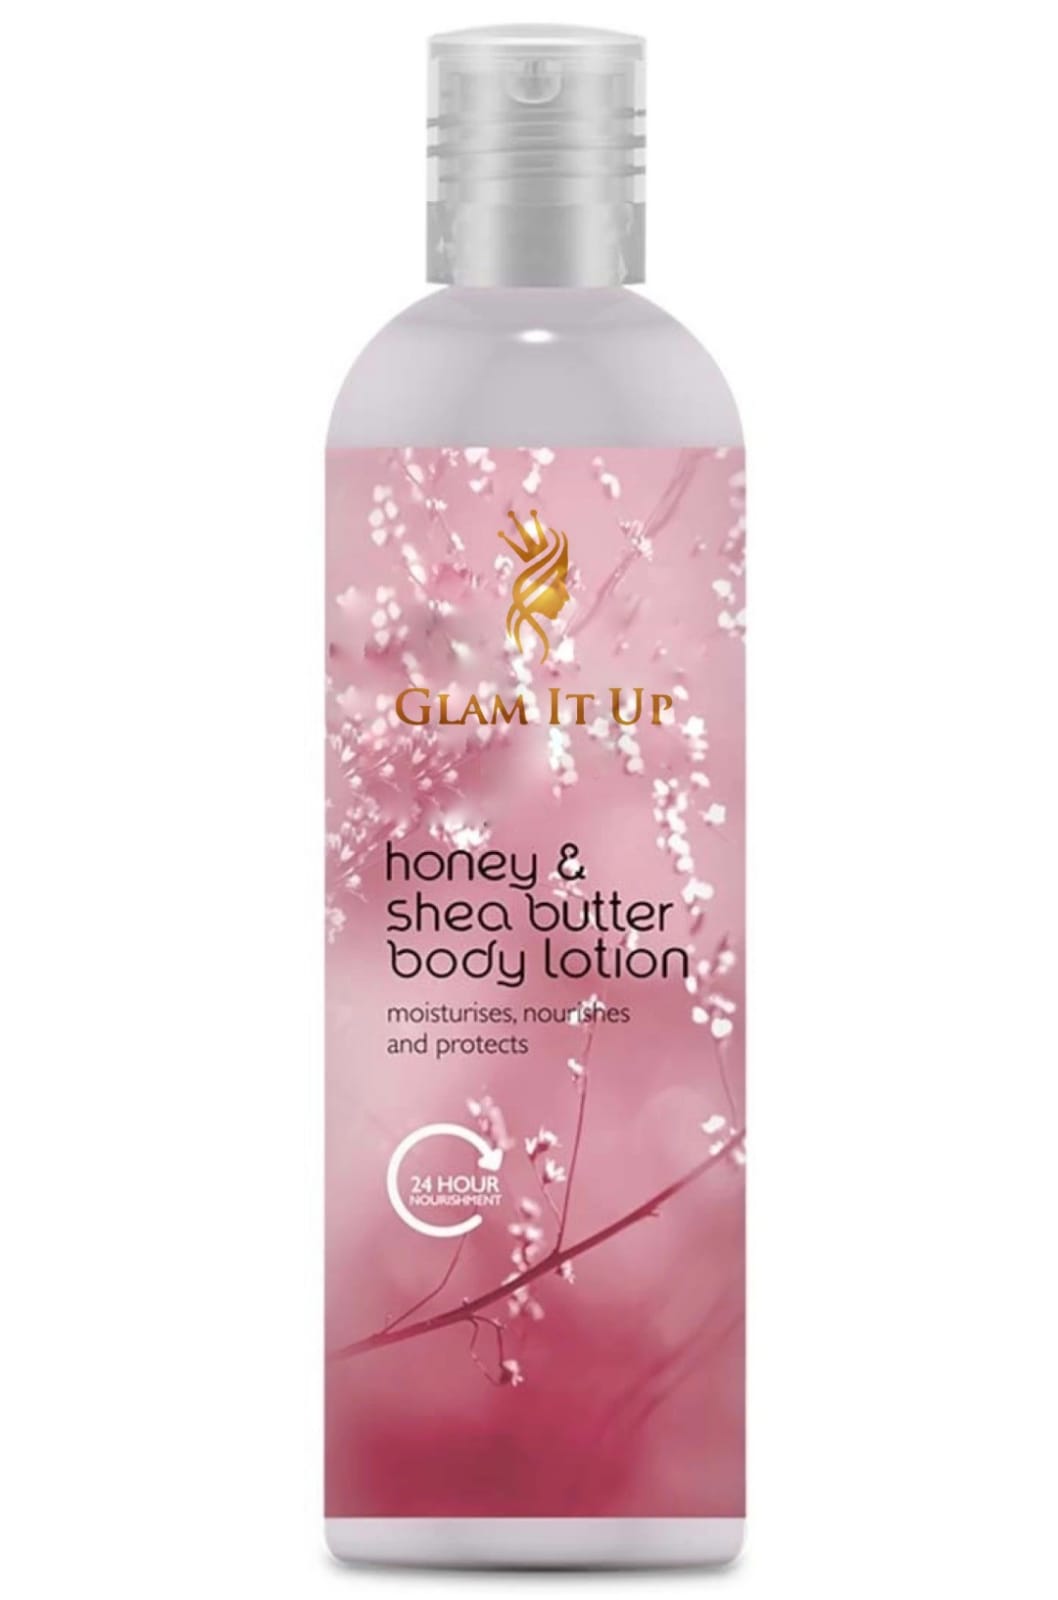 GLAM IT UP
honey &
shea butter
body lotion
moisturises, nourishes
and protects
24 HOUR
NOURISHMENT